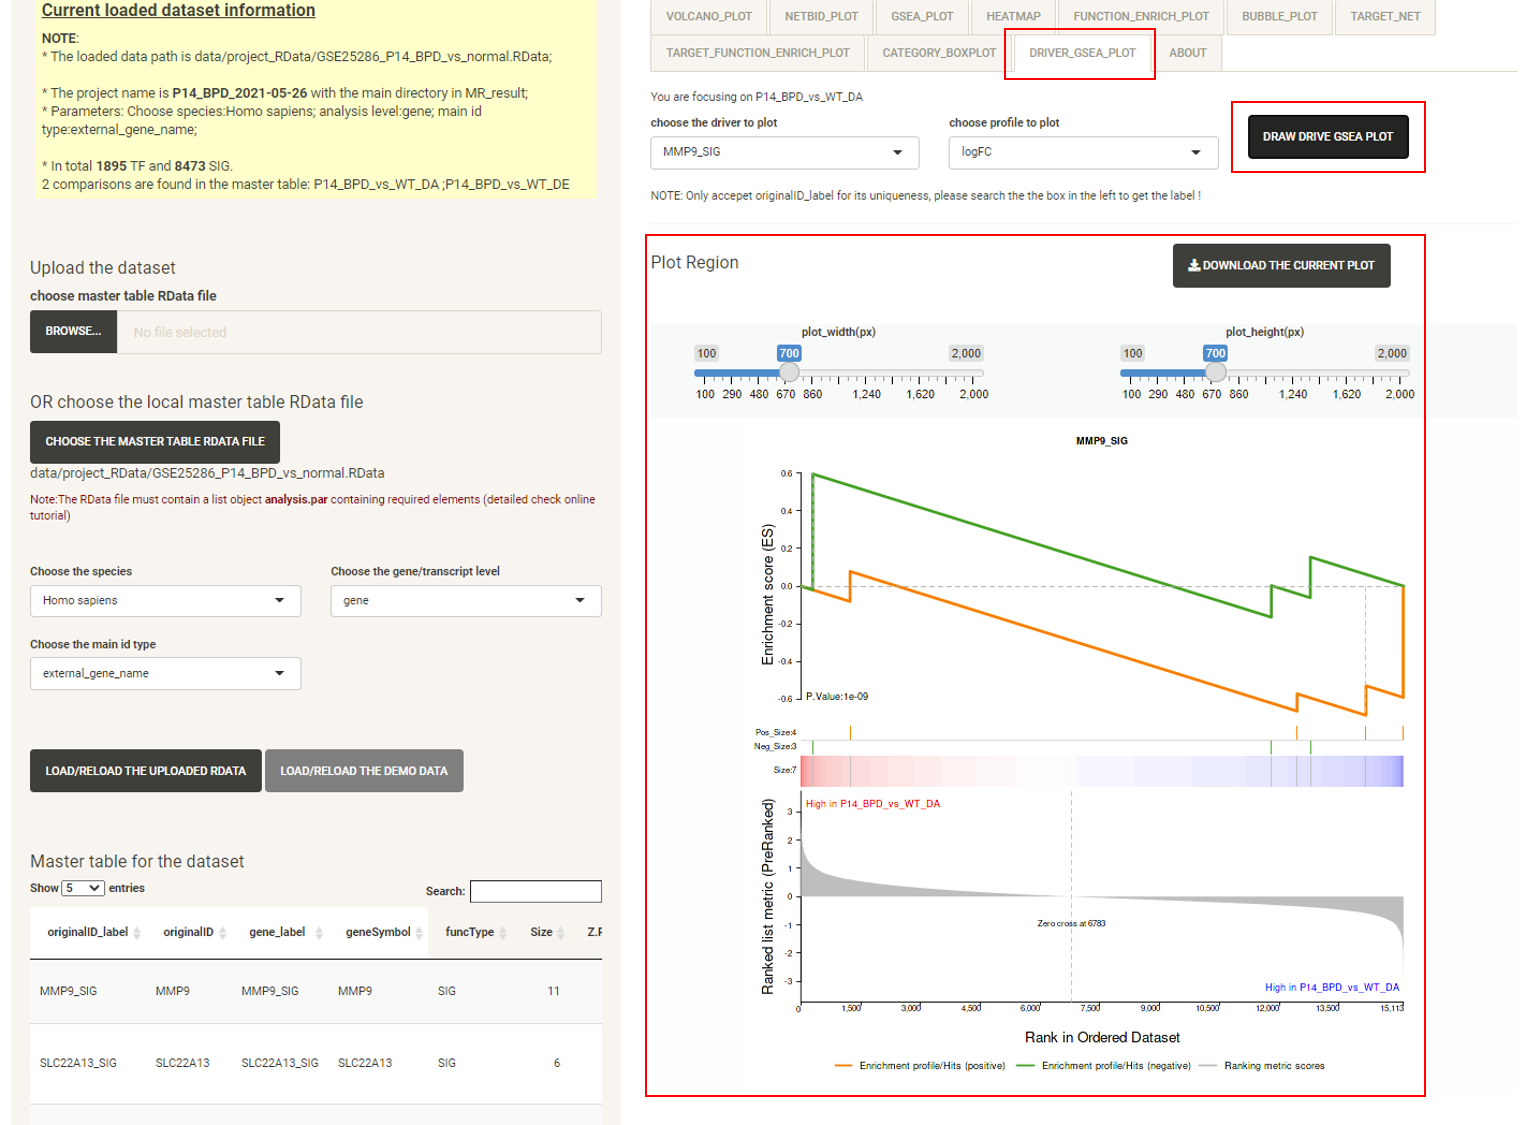 Current loaded dataset information
NOTE:
* The loaded data path is data/project_RData/GSE25286_P14_BPD_vs_normal.RData;
* The project name is P14_BPD_2021-05-26 with the main directory in MR_result;
* Parameters: Choose species:Homo sapiens; analysis level:gene; main id
type:external_gene_name;
* In total 1895 TF and 8473 SIG.
2 comparisons are found in the master table: P14_BPD_vs_WT_DA ;P14_BPD_vs_WT_DE
Upload the dataset
choose master table RData file
BROWSE... No file selected
OR choose the local master table RData file
CHOOSE THE MASTER TABLE RDATA FILE
data/project_RData/GSE25286_P14_BPD_vs_normal.RData
Note:The RData file must contain a list object analysis.par containing required elements (detailed check online
tutorial)
Choose the species Choose the gene/transcript level
Homo sapiens gene
Choose the main id type
external_gene_name
LOAD/RELOAD THE UPLOADED RDATA LOAD/RELOAD THE DEMO DATA
Master table for the dataset
Show 5 entries Search:
originalID_label originalID gene_label geneSymbol funcType Size Z.F
MMP9_SIG MMP9 MMP9_SIG MMP9 SIG 11
SLC22A13_SIG SLC22A13 SLC22A13_SIG SLC22A13 SIG 6
VOLCANO_PLOT NETBID_PLOT GSEA_PLOT HEATMAP FUNCTION_ENRICH_PLOT BUBBLE_PLOT TARGET_NET
TARGET_FUNCTION_ENRICH_PLOT CATEGORY_BOXPLOT DRIVER_GSEA_PLOT ABOUT
You are focusing on P14_BPD_vs_WT_DA
choose the driver to plot choose profile to plot
MMP9_SIG logFC DRAW DRIVE GSEA PLOT
NOTE: Only accepet originalID_label for its uniqueness, please search the the box in the left to get the label !
Plot Region DOWNLOAD THE CURRENT PLOT
plot_width(px) plot_height(px)
100 700 2,000 100 700 2,000
100 290 480 670 860 1,240 1,620 2,000 100 290 480 670 860 1,240 1,620 2,000
MMP9_SIG
Enrichment score (ES)
0.6
0.4
0.2
0.0
-0.2
-0.4
-0.6
P.Value:1e-09
Pos_Size:4
Neg_Size:3
Size:7
Ranked list metric (PreRanked)
High in P14_BPD_vs_WT_DA
3
2
1
0
-1
-2
-3
Zero cross at 6783
High in P14_BPD_vs_WT_DA
0 1,500 3,000 4,500 6,000 7,500 9,000 10,500 12,000 13,500 15,113
Rank in Ordered Dataset
Enrichment profile/Hits (positive) Enrichment profile/Hits (negative) Ranking metric scores